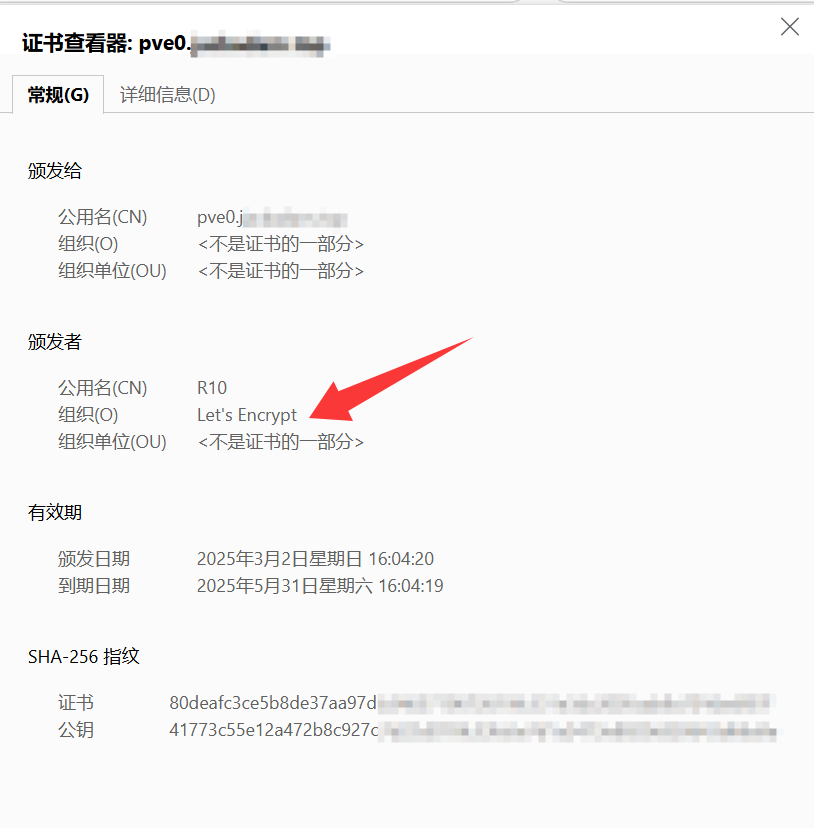 证书查看器: pve0.
常规(G) 详细信息(D)
颁发给
公用名(CN) pve0.j
组织(O) <不是证书的一部分>
组织单位(OU) <不是证书的一部分>
颁发者
公用名(CN) R10
组织(O) Let's Encrypt
组织单位(OU) <不是证书的一部分>
有效期
颁发日期 2025年3月2日星期日 16:04:20
到期日期 2025年5月31日星期六 16:04:19
SHA-256 指纹
证书 80deafc3ce5b8de37aa97d
公钥 41773c55e12a472b8c927c